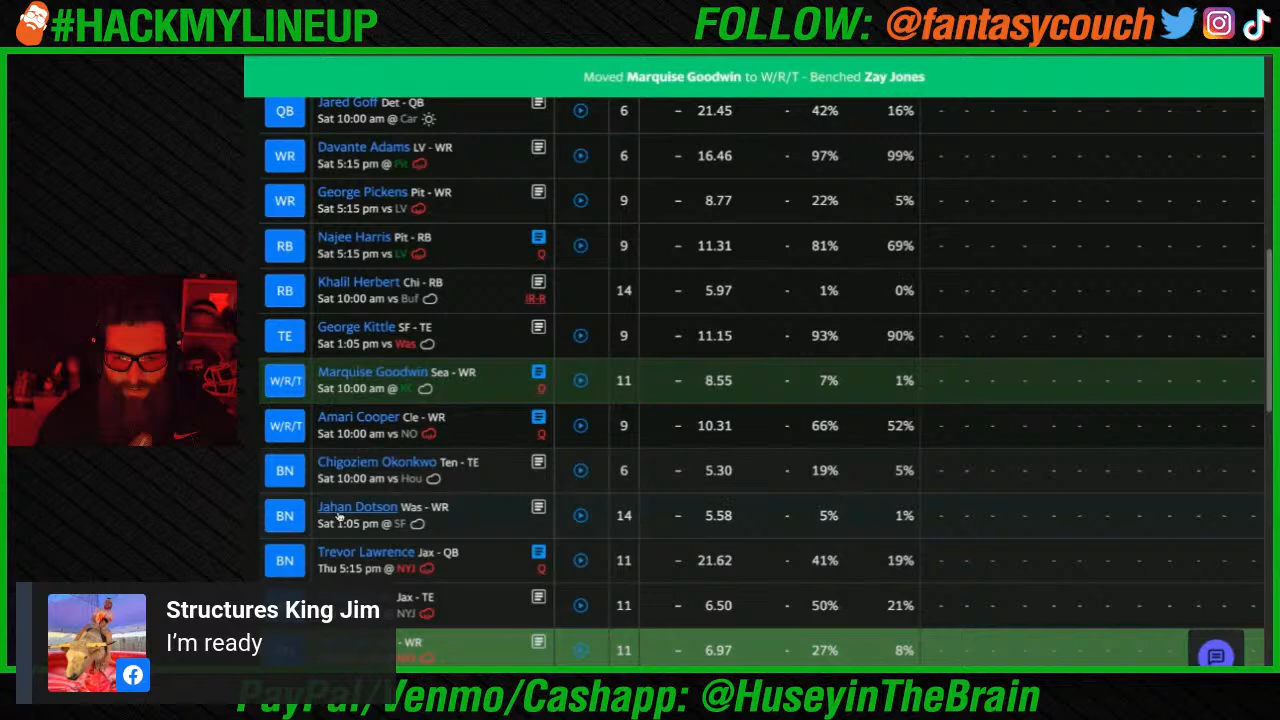 #HACKMYLINEUP
FOLLOW: @fantasycouch
Moved Marquise Goodwin to W/R/T - Benched Zay Jones
QB Jared Goff Det - QB 6 - 21.45 - 42% 16% - - - - - - - - - -
Sat 10:00 am @ Car
WR Davante Adams LV - WR 6 - 16.46 - 97% 99% - - - - - - - - - -
Sat 5:15 pm @ Pit
WR George Pickens Pit - WR 9 - 8.77 - 22% 5% - - - - - - - - - -
Sat 5:15 pm vs LV
RB Najee Harris Pit - RB 9 - 11.31 - 81% 69% - - - - - - - - - -
Sat 5:15 pm vs LV Q
RB Khalil Herbert Chi - RB 14 - 5.97 - 1% 0% - - - - - - - - - -
Sat 10:00 am vs Buf IR-R
TE George Kittle SF - TE 9 - 11.15 - 93% 90% - - - - - - - - - -
Sat 1:05 pm vs Was
W/R/T Marquise Goodwin Sea - WR 11 - 8.55 - 7% 1% - - - - - - - - - -
Sat 10:00 am @ KC Q
W/R/T Amari Cooper Cle - WR 9 - 10.31 - 66% 52% - - - - - - - - - -
Sat 10:00 am vs NO Q
BN Chigoziem Okonkwo Ten - TE 6 - 5.30 - 19% 5% - - - - - - - - - -
Sat 10:00 am vs Hou
BN Jahan Dotson Was - WR 14 - 5.58 - 5% 1% - - - - - - - - - -
Sat 1:05 pm @ SF
BN Trevor Lawrence Jax - QB 11 - 21.62 - 41% 19% - - - - - - - - - -
Thu 5:15 pm @ NYJ Q
Jax - TE 11 - 6.50 - 50% 21% - - - - - - - - - -
NYJ
- WR 11 - 6.97 - 27% 8% - - - - - - - - - -
Structures King Jim
I'm ready
PayPal/Venmo/Cashapp: @HuseyinTheBrain